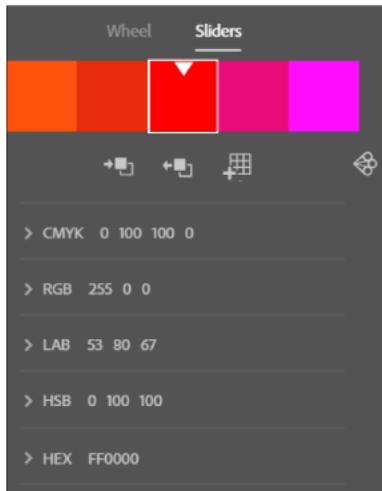 Wheel Sliders
> CMYK 0 100 100 0
> RGB 255 0 0
> LAB 53 80 67
> HSB 0 100 100
> HEX FF0000